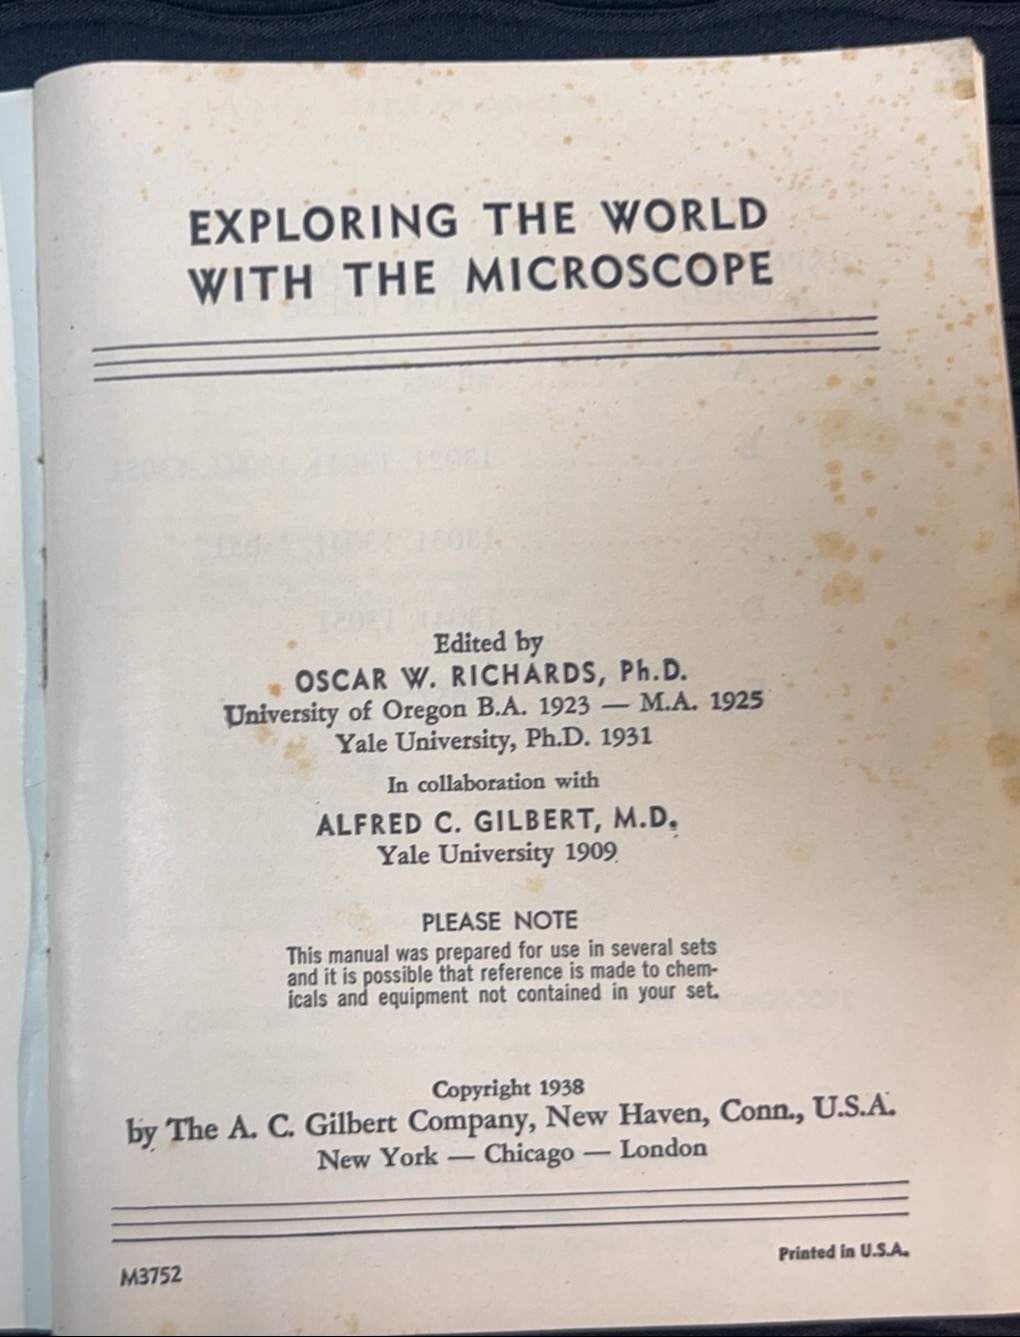 EXPLORING THE WORLD
WITH THE MICROSCOPE
Edited by
OSCAR W. RICHARDS, Ph.D.
University of Oregon B.A. 1923 — M.A. 1925
Yale University, Ph.D. 1931
In collaboration with
ALFRED C. GILBERT, M.D.
Yale University 1909
PLEASE NOTE
This manual was prepared for use in several sets
and it is possible that reference is made to chem-
icals and equipment not contained in your set.
Copyright 1938
by The A. C. Gilbert Company, New Haven, Conn., U.S.A.
New York — Chicago — London
Printed in U.S.A.
M3752